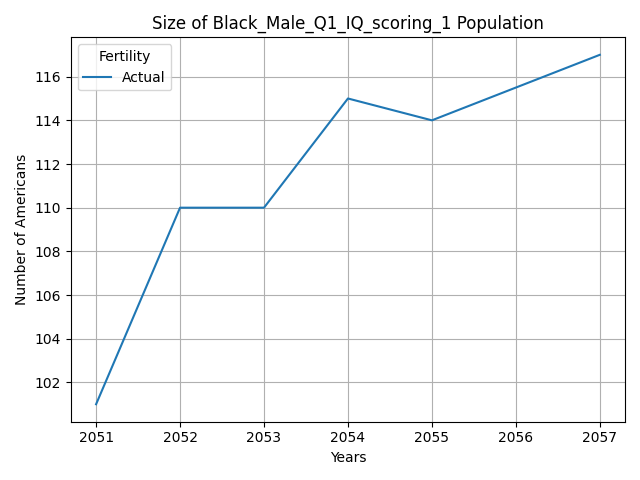 Size of Black_Male_Q1_IQ_scoring_1 Population
Fertility
Actual
116
114
112
110
108
106
104
102
Number of Americans
2051 2052 2053 2054 2055 2056 2057
Years